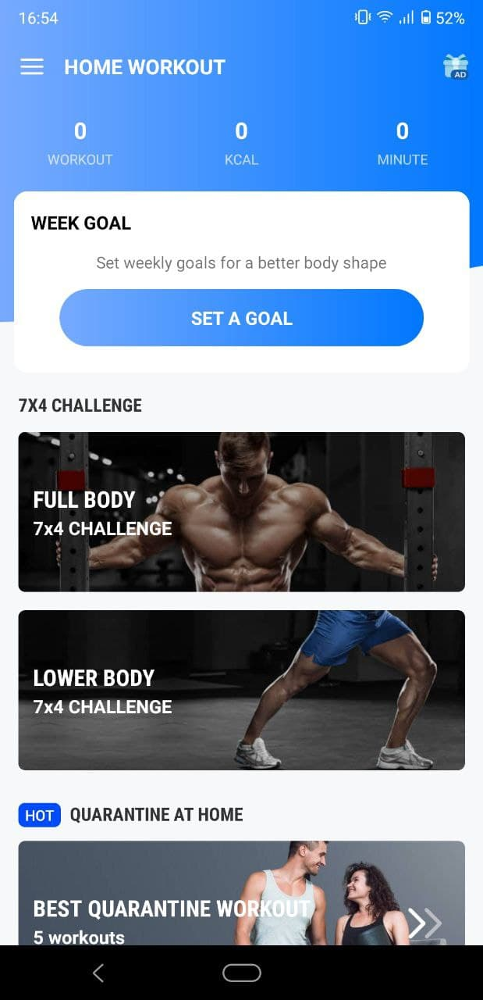 16:54 52%
HOME WORKOUT AD
0 0 0
WORKOUT KCAL MINUTE
WEEK GOAL
Set weekly goals for a better body shape
SET A GOAL
7X4 CHALLENGE
FULL BODY
7x4 CHALLENGE
LOWER BODY
7x4 CHALLENGE
HOT QUARANTINE AT HOME
BEST QUARANTINE WORKOUT
5 workouts